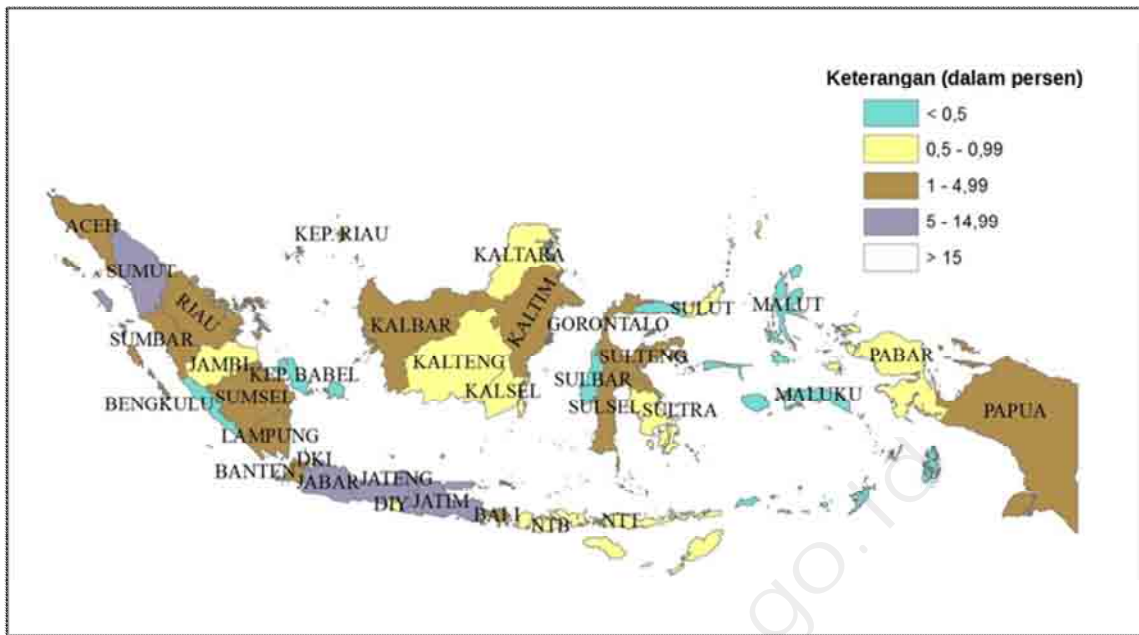 Keterangan (dalam persen)
< 0,5
0,5 - 0,99
1 - 4,99
5 - 14,99
> 15
ACEH
KEP. RIAU
KALTARA
SUMUT
SULUT
MALUT
RIAU
KALTIM
KALBAR
GORONTALO
SUMBAR
JAMBI
KALTENG
SULTENG
PABAR
KEP. BABEL
SULBAR
BENGKULU
SUMSEL
KALSEL
SULSEL
SULTRA
MALUKU
PAPUA
LAMPUNG
BANTEN
DKI
JABAR
JATENG
DIY
JATIM
BALI
NTB
NTT
go.id